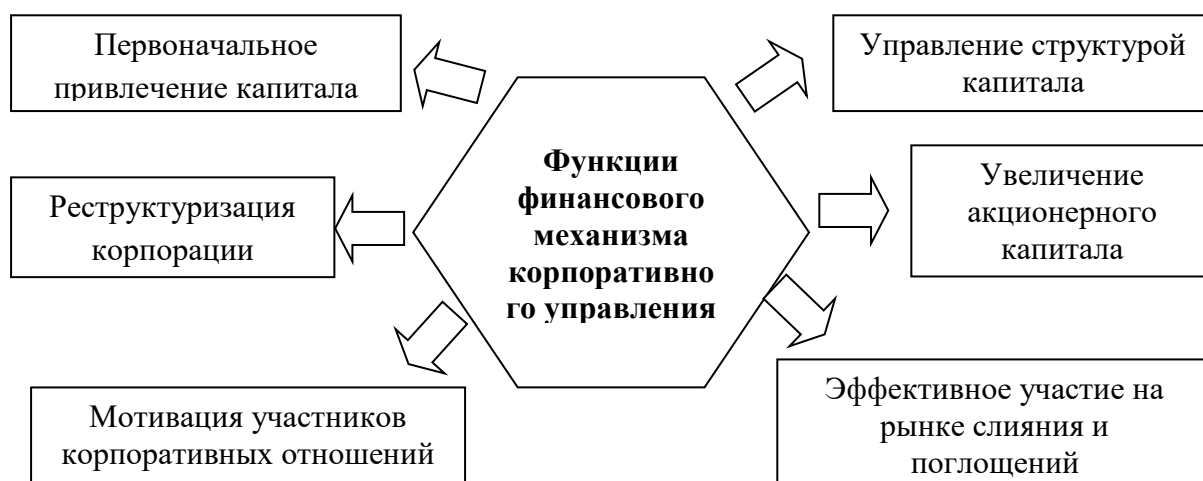 Первоначальное
привлечение капитала
Управление структурой
капитала
Функции
финансового
механизма
корпоративно
го управления
Реструктуризация
корпорации
Увеличение
акционерного
капитала
Мотивация участников
корпоративных отношений
Эффективное участие на
рынке слияния и
поглощений